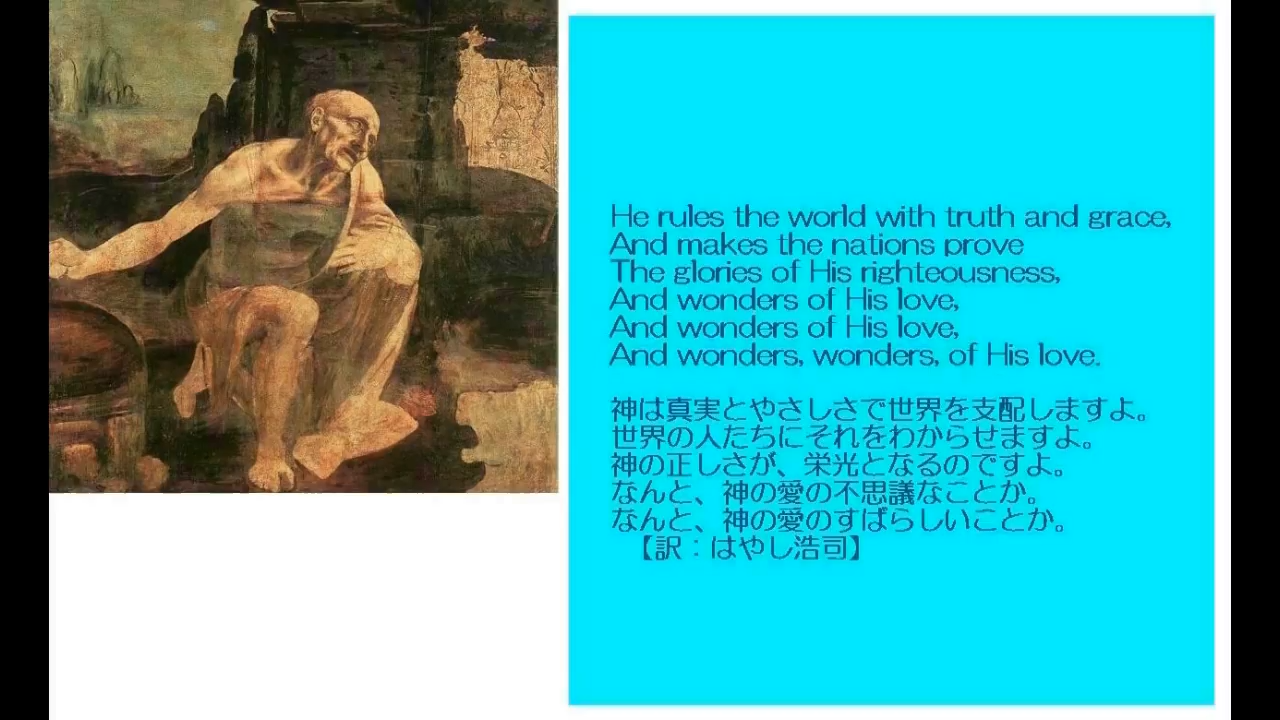 He rules the world with truth and grace,
And makes the nations prove
The glories of His righteousness,
And wonders of His love,
And wonders of His love,
And wonders, wonders, of His love.
神は真実とやさしさで世界を支配しますよ。
世界の人たちにそれをわからせますよ。
神の正しさが、栄光となるのですよ。
なんと、神の愛の不思議なことか。
なんと、神の愛のすばらしいことか。
【訳：はやし浩司】